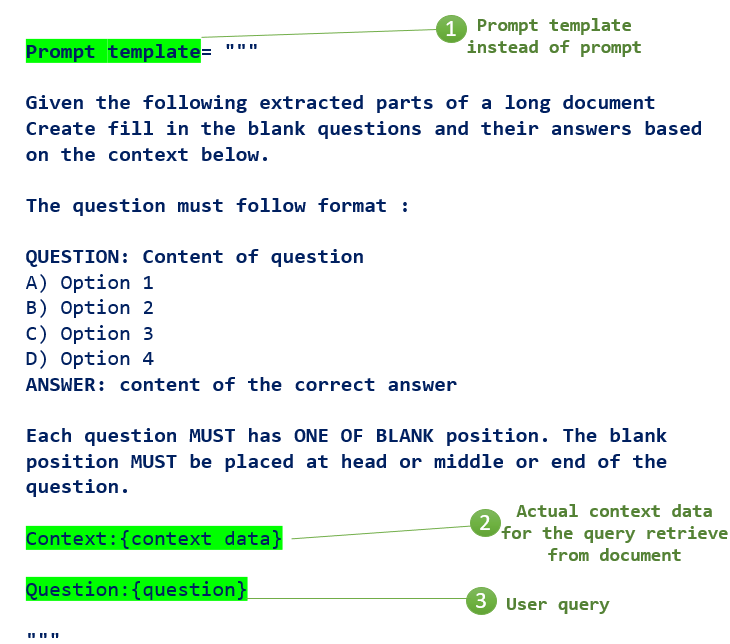 Prompt template= """
1 Prompt template
instead of prompt
Given the following extracted parts of a long document
Create fill in the blank questions and their answers based
on the context below.
The question must follow format :
QUESTION: Content of question
A) Option 1
B) Option 2
C) Option 3
D) Option 4
ANSWER: content of the correct answer
Each question MUST has ONE OF BLANK position. The blank
position MUST be placed at head or middle or end of the
question.
Context:{context data}
2 Actual context data
for the query retrieve
from document
Question:{question}
3 User query
"""